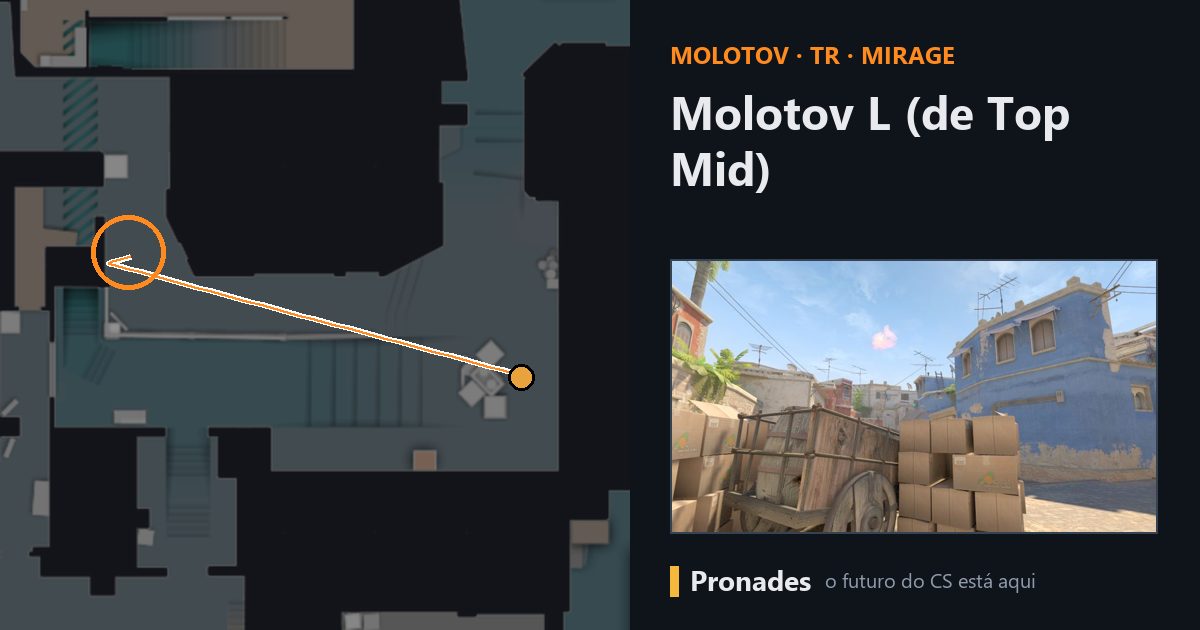 MOLOTOV · TR · MIRAGE
Molotov L (de Top
Mid)
Pronades o futuro do CS está aqui